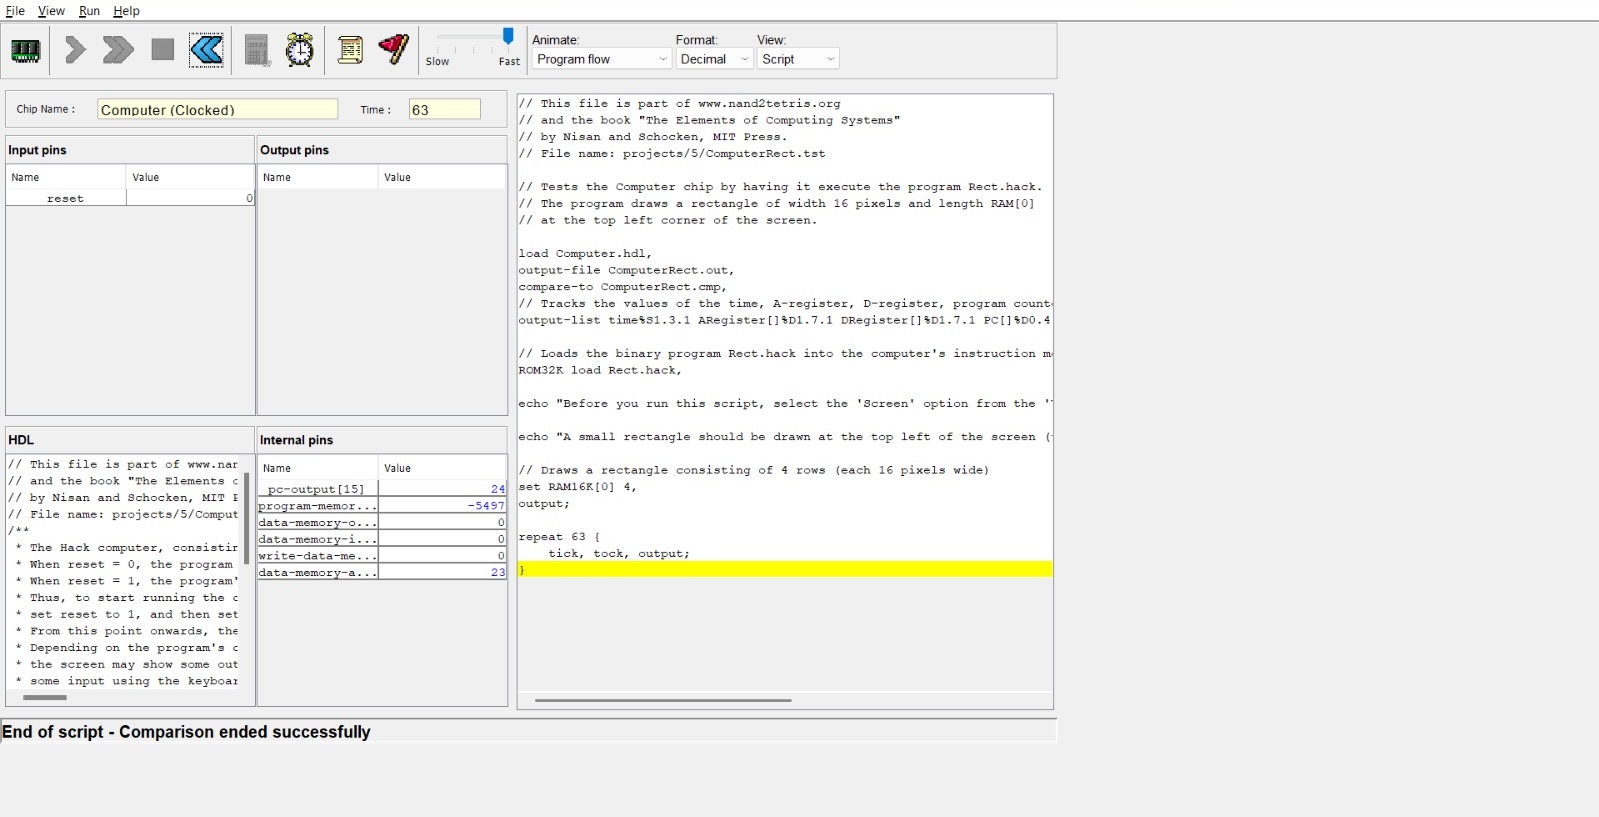 File View Run Help
Animate: Format: View:
Slow Fast Program flow Decimal Script
Chip Name : Computer (Clocked) Time : 63
Input pins
Name Value
reset 0
Output pins
Name Value
HDL
// This file is part of www.nan
// and the book "The Elements o
// by Nisan and Schocken, MIT P
// File name: projects/5/Comput
/**
* The Hack computer, consistin
* When reset = 0, the program
* When reset = 1, the program'
* Thus, to start running the c
* set reset to 1, and then set
* From this point onwards, the
* Depending on the program's c
* the screen may show some out
* some input using the keyboar
Internal pins
Name Value
pc-output[15] 24
program-memor... -5497
data-memory-o... 0
data-memory-i... 0
write-data-me... 0
data-memory-a... 23
// This file is part of www.nand2tetris.org
// and the book "The Elements of Computing Systems"
// by Nisan and Schocken, MIT Press.
// File name: projects/5/ComputerRect.tst
// Tests the Computer chip by having it execute the program Rect.hack.
// The program draws a rectangle of width 16 pixels and length RAM[0]
// at the top left corner of the screen.
load Computer.hdl,
output-file ComputerRect.out,
compare-to ComputerRect.cmp,
// Tracks the values of the time, A-register, D-register, program count
output-list time%S1.3.1 ARegister[]%D1.7.1 DRegister[]%D1.7.1 PC[]%D0.4
// Loads the binary program Rect.hack into the computer's instruction m
ROM32K load Rect.hack,
echo "Before you run this script, select the 'Screen' option from the '
echo "A small rectangle should be drawn at the top left of the screen (
// Draws a rectangle consisting of 4 rows (each 16 pixels wide)
set RAM16K[0] 4,
output;
repeat 63 {
tick, tock, output;
}
End of script - Comparison ended successfully